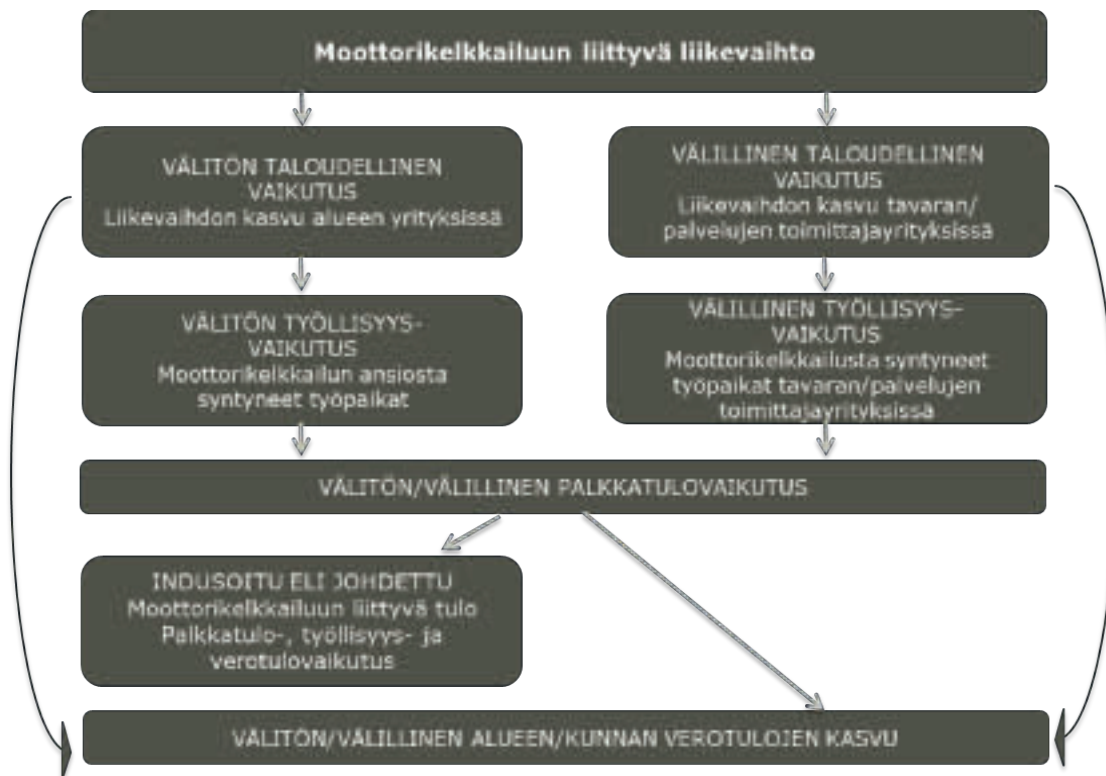 Moottorikelkkailuun liittyvä liikevaihto
VÄLITÖN TALOUDELLINEN
VAIKUTUS
Liikevaihdon kasvu alueen yrityksissä
VÄLILLINEN TALOUDELLINEN
VAIKUTUS
Liikevaihdon kasvu tavaran/
palvelujen toimittajayrityksissä
VÄLITÖN TYÖLLISYYS-
VAIKUTUS
Moottorikelkkailun ansiosta
syntyneet työpaikat
VÄLILLINEN TYÖLLISYYS-
VAIKUTUS
Moottorikelkkailusta syntyneet
työpaikat tavaran/palvelujen
toimittajayrityksissä
VÄLITÖN/VÄLILLINEN PALKKATULOVAIKUTUS
INDUSOITU ELI JOHDETTU
Moottorikelkkailuun liittyvä tulo
Palkkatulo-, työllisyys- ja
verotulovaikutus
VÄLITÖN/VÄLILLINEN ALUEEN/KUNNAN VEROTULOJEN KASVU